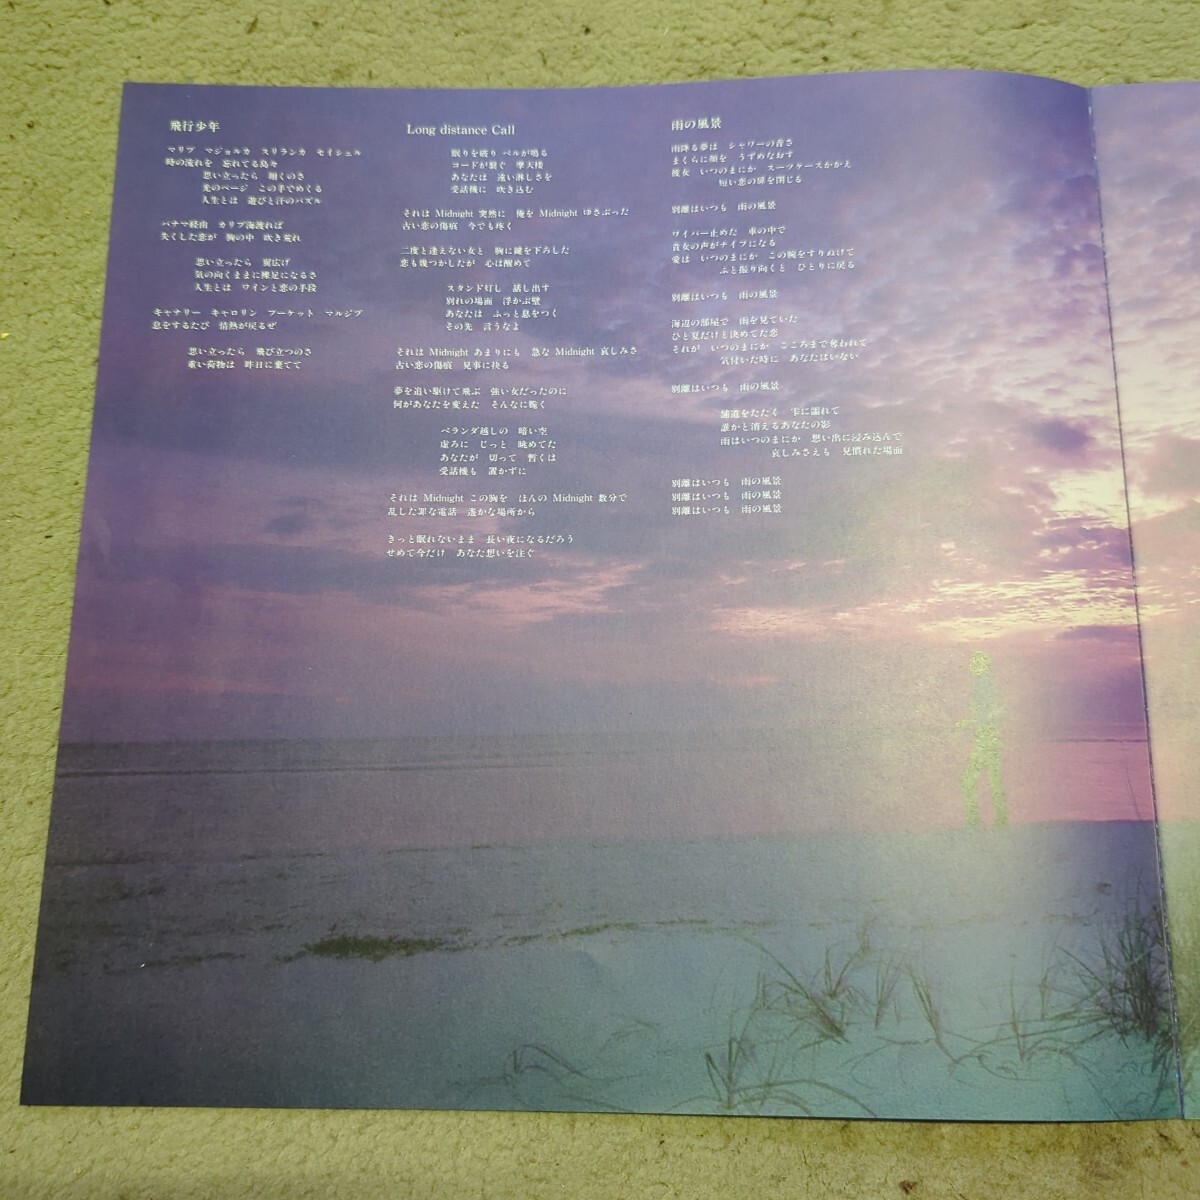 飛行少年
マリブ　マジョルカ　スリランカ　セイシェル
時の流れを　忘れてる島々
思い立ったら　翔くのさ
光のページ　この手でめくる
人生とは　遊びと汗のパズル
パナマ経由　カリブ海渡れば
失くした恋が　胸の中　吹き荒れ
思い立ったら　翼広げ
気の向くままに裸足になるさ
人生とは　ワインと恋の手段
キャナリー　キャロリン　プーケット　マルジブ
息をするたび　情熱が戻るぜ
思い立ったら　飛び立つのさ
重い荷物は　昨日に棄てて
Long distance Call
眠りを破り ベルが鳴る
コードが繋ぐ　摩天楼
あなたは　遠い淋しさを
受話機に　吹き込む
それは Midnight 突然に　俺を Midnight ゆさぶった
古い恋の傷痕　今でも疼く
二度と逢えない女と　胸に鍵を下ろした
恋も幾つかしたが　心は醒めて
スタンド灯し　話し出す
別れの場面　浮かぶ壁
あなたは　ふっと息をつく
その先　言うなよ
それは Midnight あまりにも　急な Midnight 哀しみさ
古い恋の傷痕　見事に抉る
夢を追い駆けて飛ぶ　強い女だったのに
何があなたを変えた　そんなに脆く
ベランダ越しの　暗い空
虚ろに　じっと　眺めてた
あなたが　切って　暫くは
受話機も　置かずに
それは Midnight この胸を　ほんの Midnight 数分で
乱した罪な電話　遥かな場所から
きっと眠れないまま　長い夜になるだろう
せめて今だけ　あなた想いを注ぐ
雨の風景
雨降る夢は　シャワーの音さ
まくらに顔を　うずめなおす
彼女　いつのまにか　スーツケースかかえ
短い恋の扉を閉じる
別離はいつも　雨の風景
ワイパー止めた　車の中で
貴女の声がナイフになる
愛は　いつのまにか　この腕をすりぬけて
ふと振り向くと　ひとりに戻る
別離はいつも　雨の風景
海辺の部屋で　雨を見ていた
ひと夏だけと決めてた恋
それが　いつのまにか　こころまで奪われて
気付いた時に　あなたはいない
別離はいつも　雨の風景
舗道をたたく　雫に濡れて
誰かと消えるあなたの影
雨はいつのまにか　想い出に浸み込んで
哀しみさえも　見慣れた場面
別離はいつも　雨の風景
別離はいつも　雨の風景
別離はいつも　雨の風景